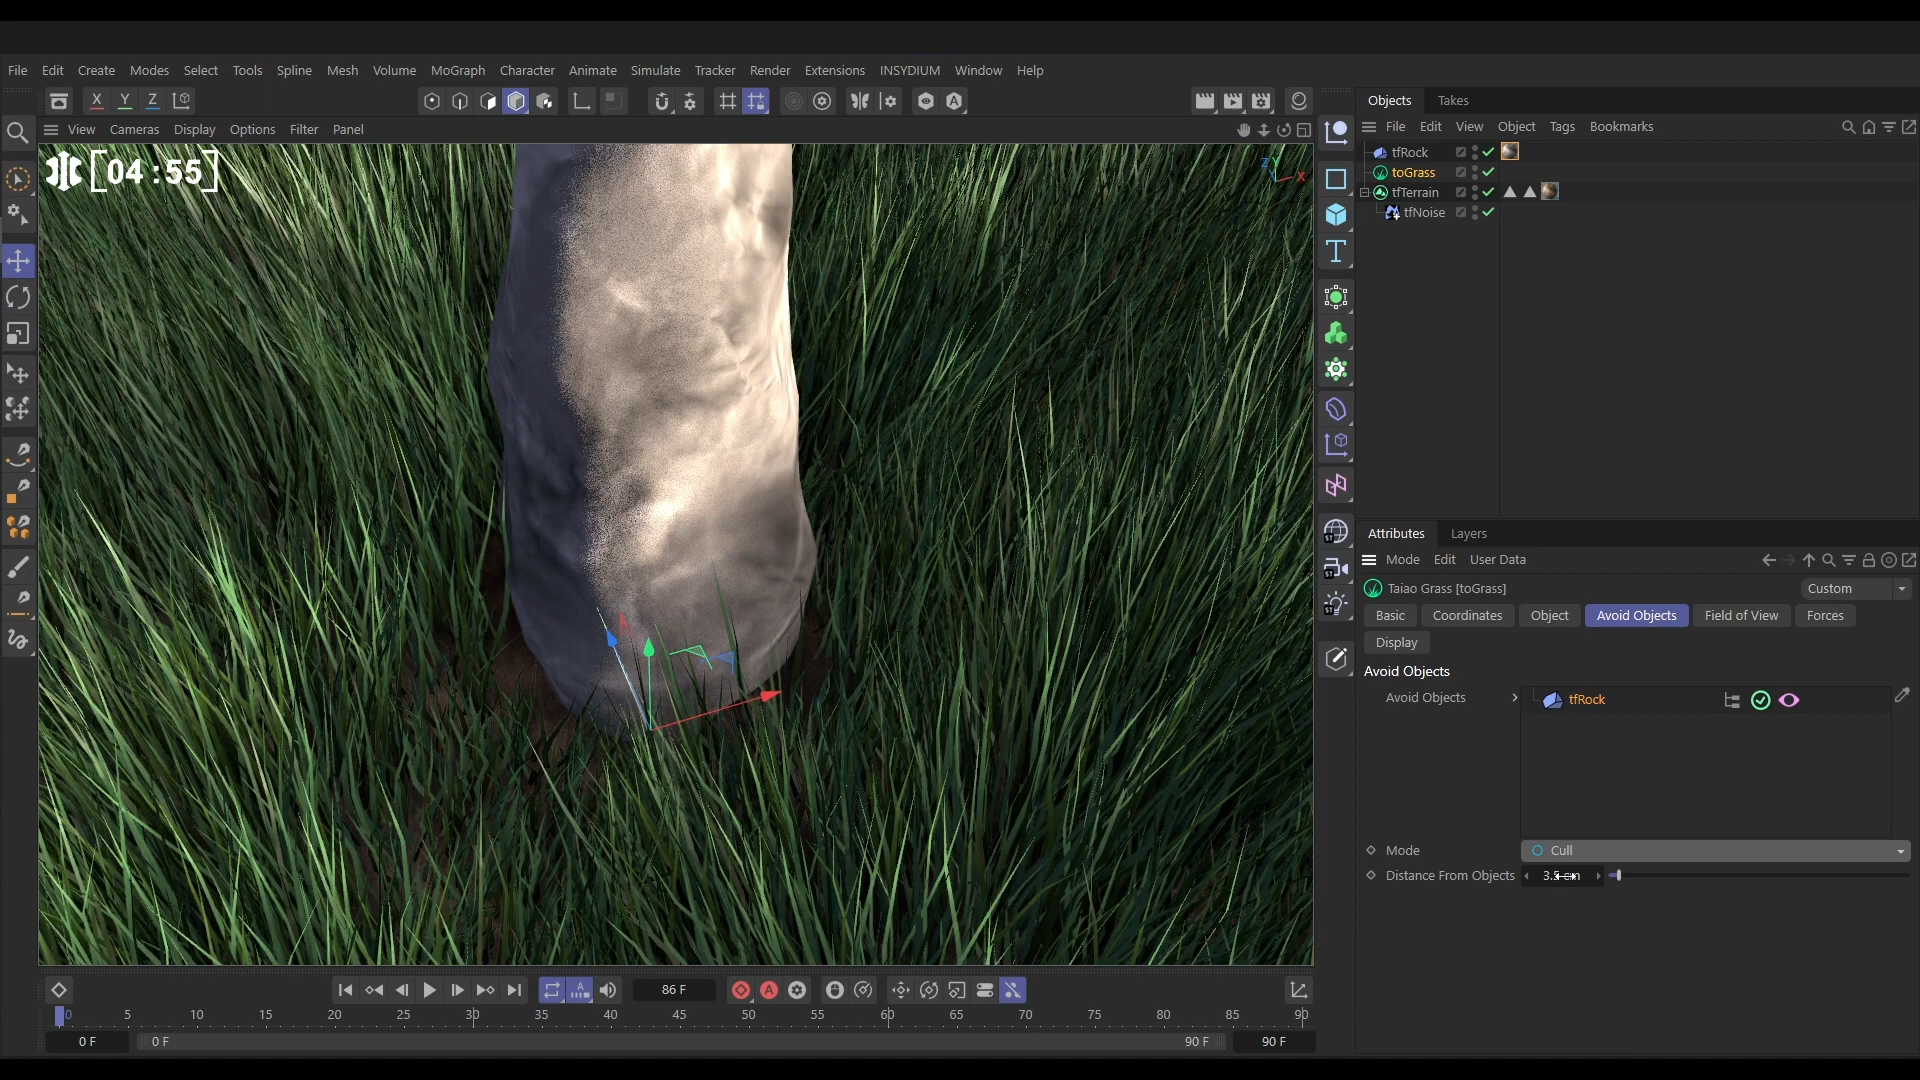 File Edit Create Modes Select Tools Spline Mesh Volume MoGraph Character Animate Simulate Tracker Render Extensions INSYDIUM Window Help
X Y Z
View Cameras Display Options Filter Panel
[04:55]
Z Y X
Objects Takes
File Edit View Object Tags Bookmarks
tfRock
toGrass
tfTerrain
tfNoise
Attributes Layers
Mode Edit User Data
Taiao Grass [toGrass] Custom
Basic Coordinates Object Avoid Objects Field of View Forces
Display
Avoid Objects
Avoid Objects tfRock
Mode Cull
Distance From Objects
86 F
0 5 10 15 20 25 30 35 40 45 50 55 60 65 70 75 80 85 90
0 F 0 F 90 F 90 F